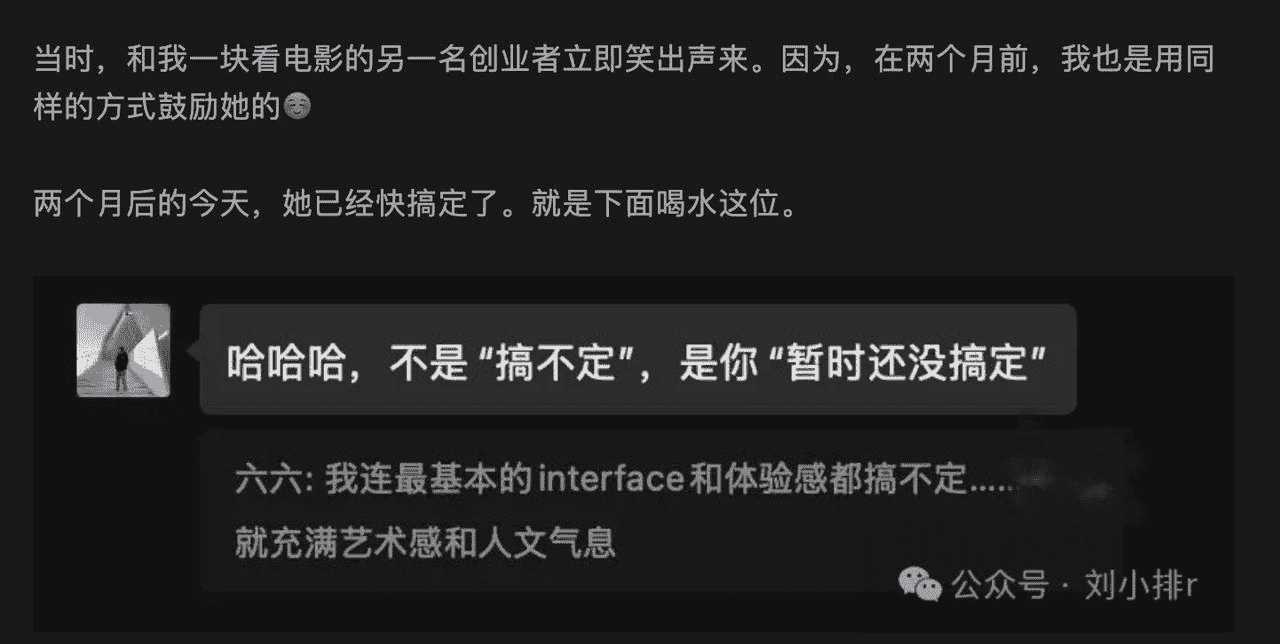 当时，和我一块看电影的另一名创业者立即笑出声来。因为，在两个月前，我也是用同
样的方式鼓励她的
两个月后的今天，她已经快搞定了。就是下面喝水这位。
哈哈哈，不是“搞不定”，是你“暂时还没搞定”
六六: 我连最基本的interface和体验感都搞不定......
就充满艺术感和人文气息
公众号 · 刘小排r